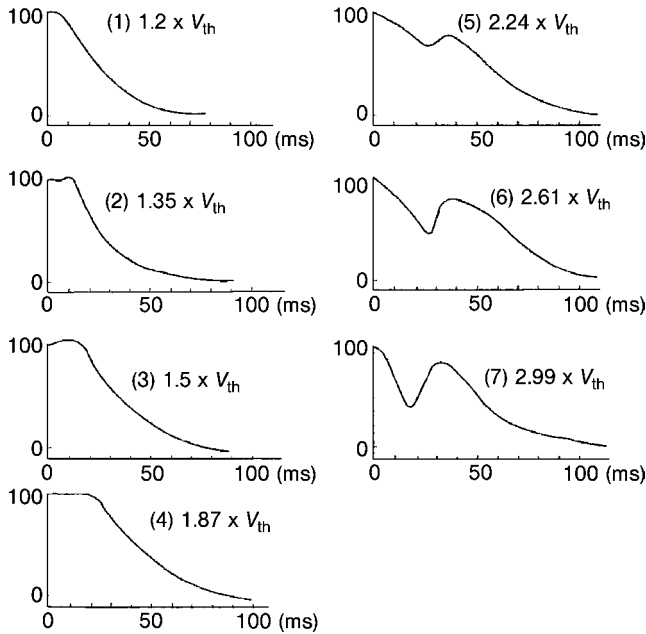 100
(1) 1.2 x Vth
0
0 50 100 (ms)
100
(2) 1.35 x Vth
0
0 50 100 (ms)
100
(3) 1.5 x Vth
0
0 50 100 (ms)
100
(4) 1.87 x Vth
0
0 50 100 (ms)
100
(5) 2.24 x Vth
0
0 50 100 (ms)
100
(6) 2.61 x Vth
0
0 50 100 (ms)
100
(7) 2.99 x Vth
0
0 50 100 (ms)